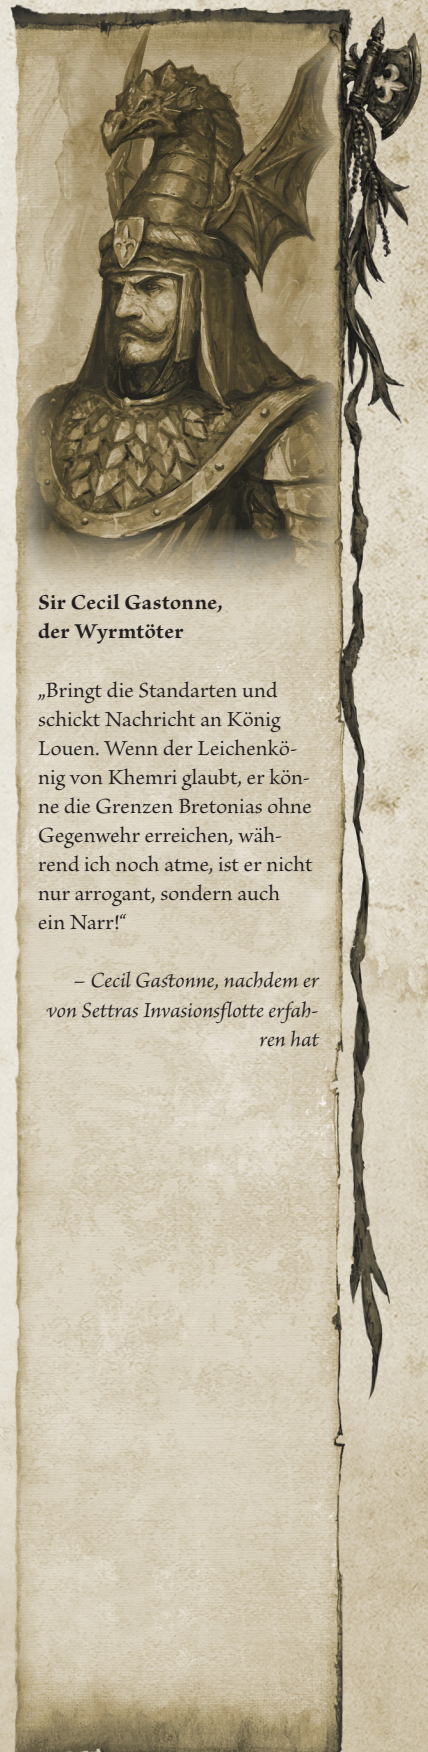 Sir Cecil Gastonne,
der Wyrmtöter
„Bringt die Standarten und
schickt Nachricht an König
Louen. Wenn der Leichenkö-
nig von Khemri glaubt, er kön-
ne die Grenzen Bretonias ohne
Gegenwehr erreichen, wäh-
rend ich noch atme, ist er nicht
nur arrogant, sondern auch
ein Narr!“
– Cecil Gastonne, nachdem er
von Settras Invasionsflotte erfah-
ren hat